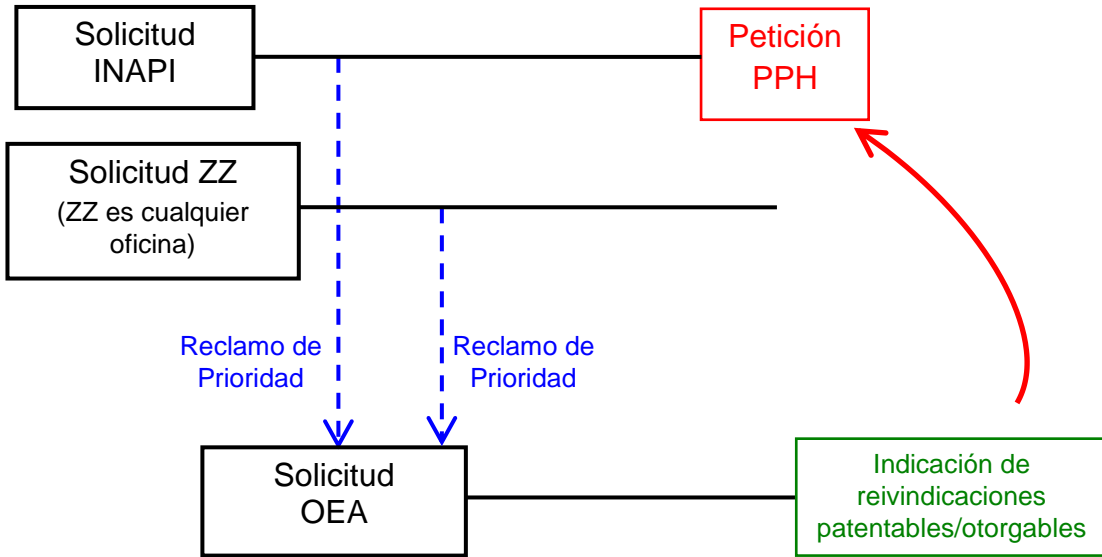 Solicitud
INAPI
Petición
PPH
Solicitud ZZ
(ZZ es cualquier
oficina)
Reclamo de
Prioridad
Reclamo de
Prioridad
Solicitud
OEA
Indicación de
reivindicaciones
patentables/otorgables